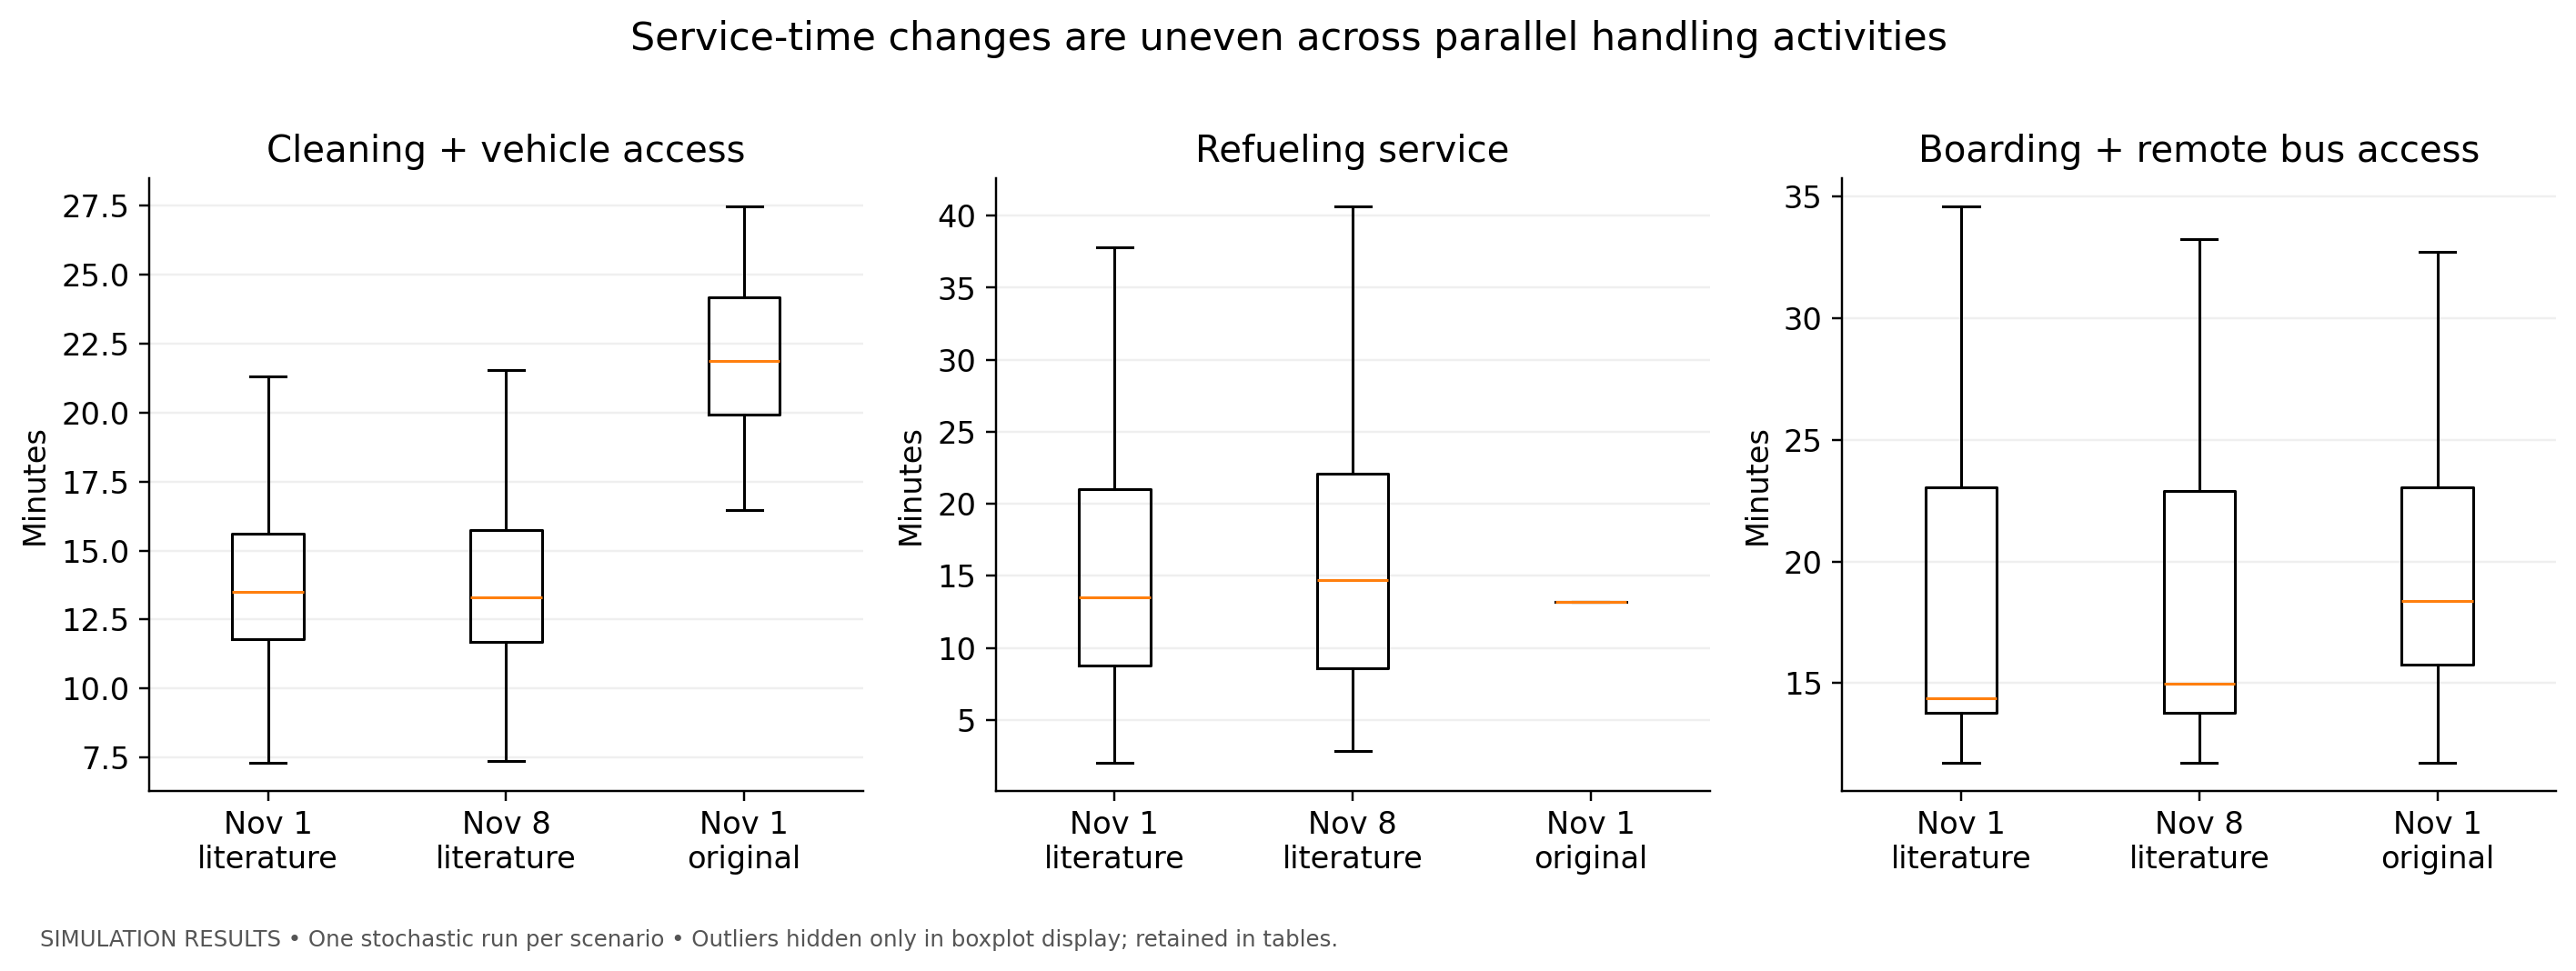 Service-time changes are uneven across parallel handling activities
Cleaning + vehicle access
Minutes
27.5
25.0
22.5
20.0
17.5
15.0
12.5
10.0
7.5
Nov 1
literature
Nov 8
literature
Nov 1
original
Refueling service
Minutes
40
35
30
25
20
15
10
5
Nov 1
literature
Nov 8
literature
Nov 1
original
Boarding + remote bus access
Minutes
35
30
25
20
15
Nov 1
literature
Nov 8
literature
Nov 1
original
SIMULATION RESULTS • One stochastic run per scenario • Outliers hidden only in boxplot display; retained in tables.